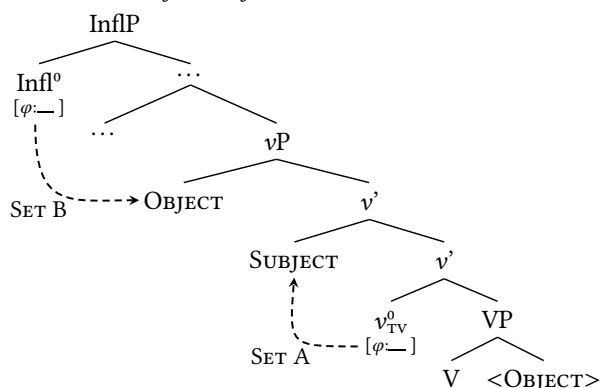 InflP
Infl⁰ ...
[φ:__]
... vP
SET B OBJECT v’
SUBJECT v’
v⁰TV VP
SET A [φ:__]
V <OBJECT>